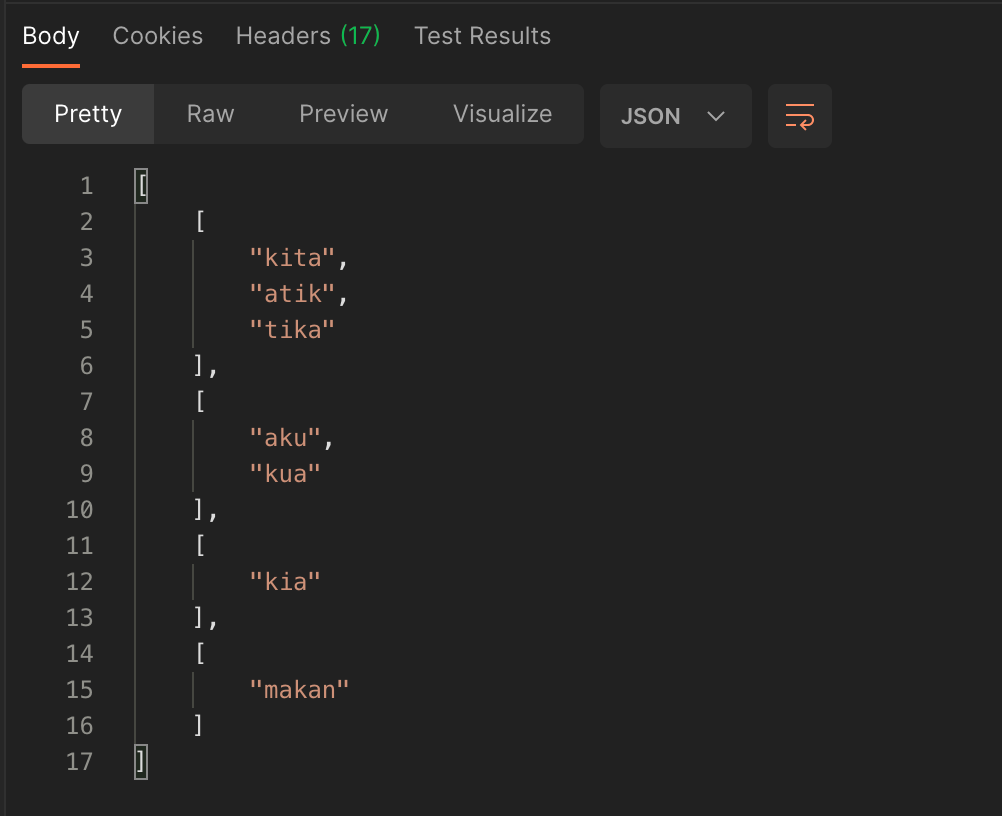 Body Cookies Headers (17) Test Results
Pretty Raw Preview Visualize JSON
1 [
2 [
3 "kita",
4 "atik",
5 "tika"
6 ],
7 [
8 "aku",
9 "kua"
10 ],
11 [
12 "kia"
13 ],
14 [
15 "makan"
16 ]
17 ]